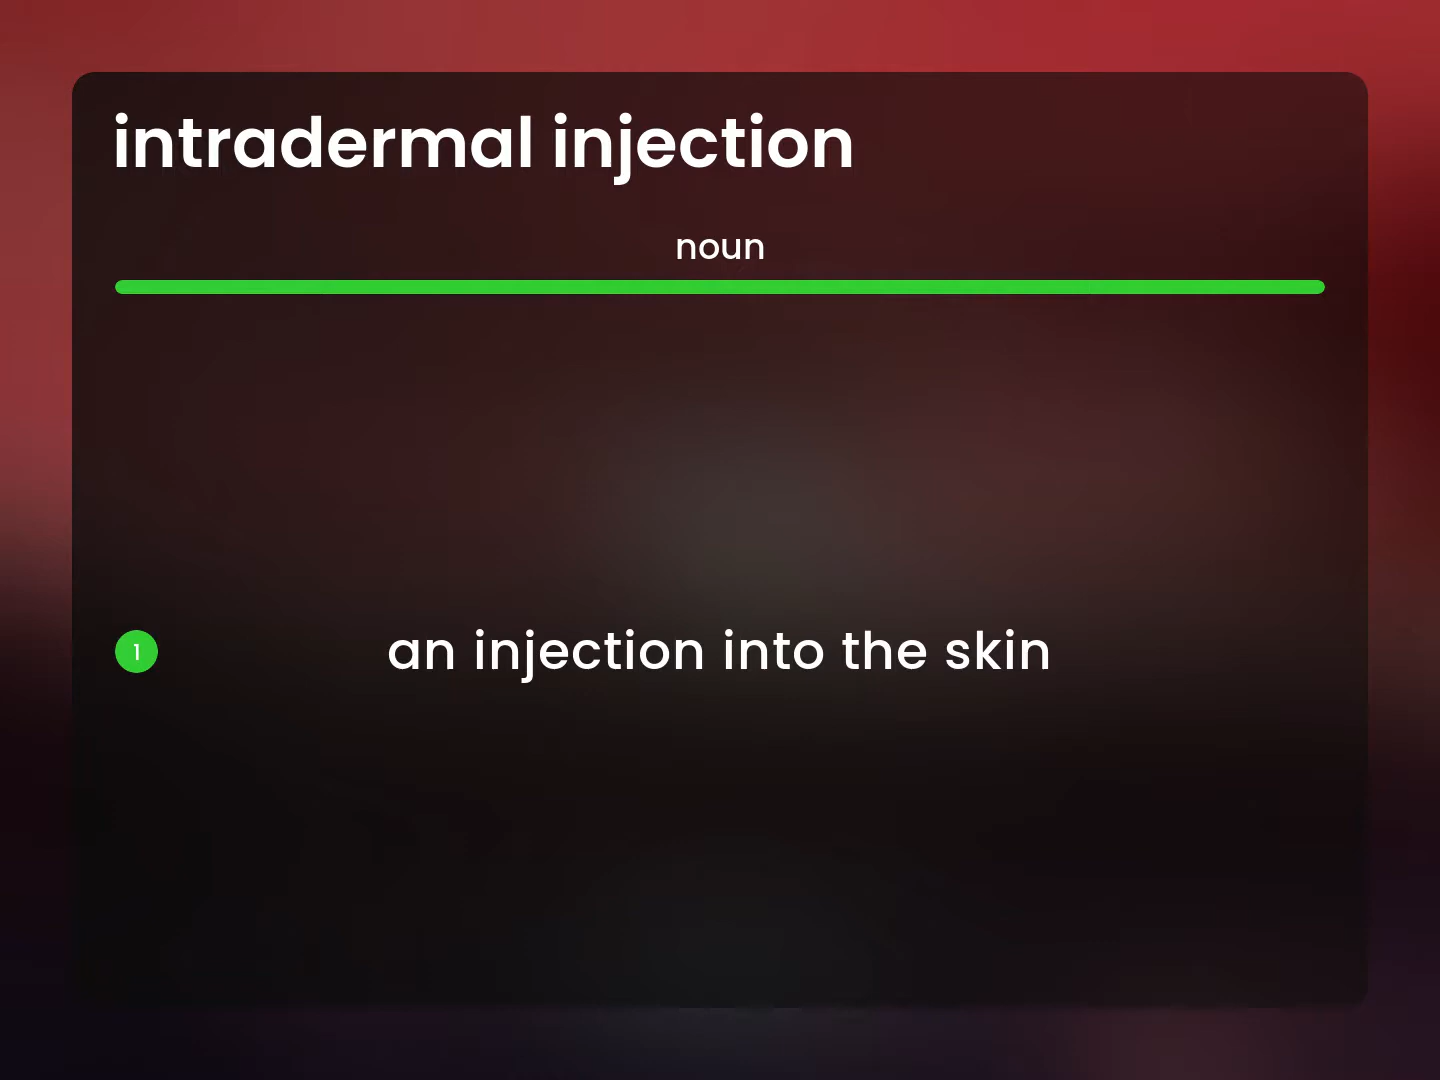 intradermal injection
noun
1
an injection into the skin